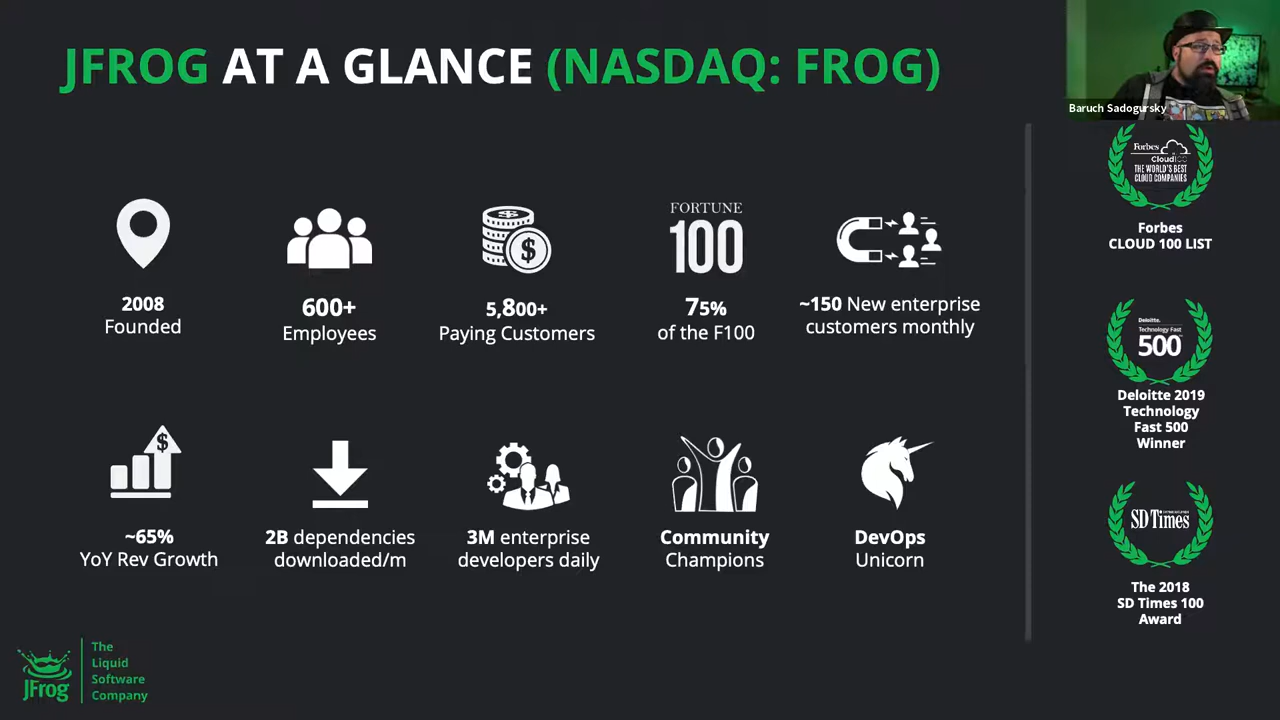 JFROG AT A GLANCE (NASDAQ: FROG)
Baruch Sadogursky
2008
Founded
600+
Employees
$
5,800+
Paying Customers
FORTUNE
100
75%
of the F100
~150 New enterprise
customers monthly
$
~65%
YoY Rev Growth
2B dependencies
downloaded/m
3M enterprise
developers daily
Community
Champions
DevOps
Unicorn
Forbes
Cloud100
THE WORLD'S BEST
CLOUD COMPANIES
Forbes
CLOUD 100 LIST
Deloitte.
Technology Fast
500
Deloitte 2019
Technology
Fast 500
Winner
SD Times
The 2018
SD Times 100
Award
JFrog
The
Liquid
Software
Company